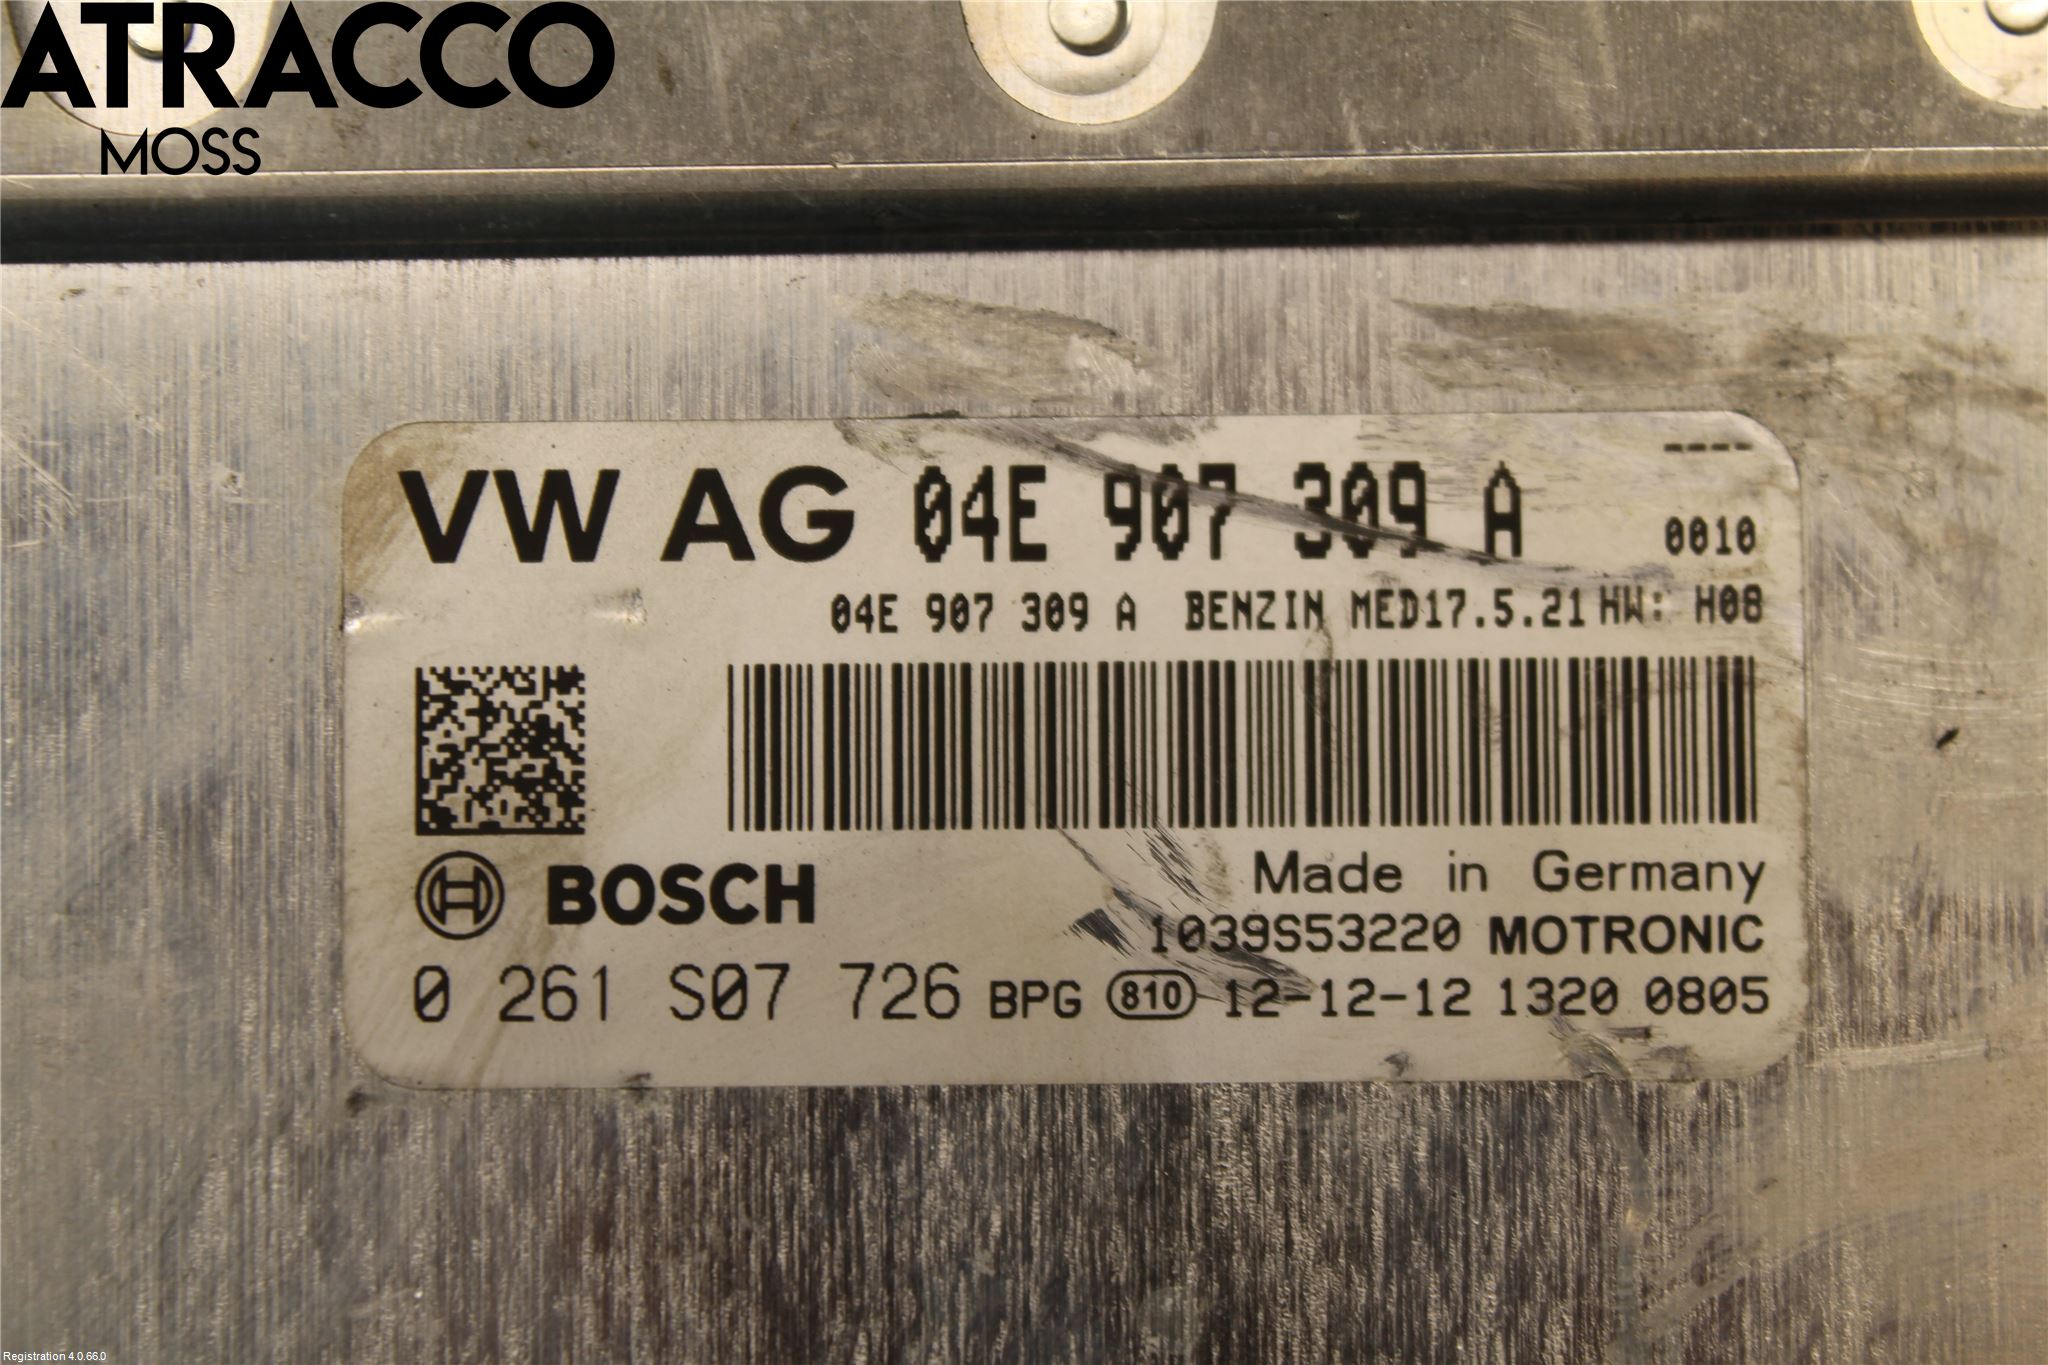 ATRACCO
MOSS
----
VW AG 04E 907 309 A 0010
04E 907 309 A BENZIN MED17.5.21 HW: H08
BOSCH
Made in Germany
1039S53220 MOTRONIC
0 261 S07 726 BPG 810 12-12-12 1320 0805
Registration 4.0.66.0